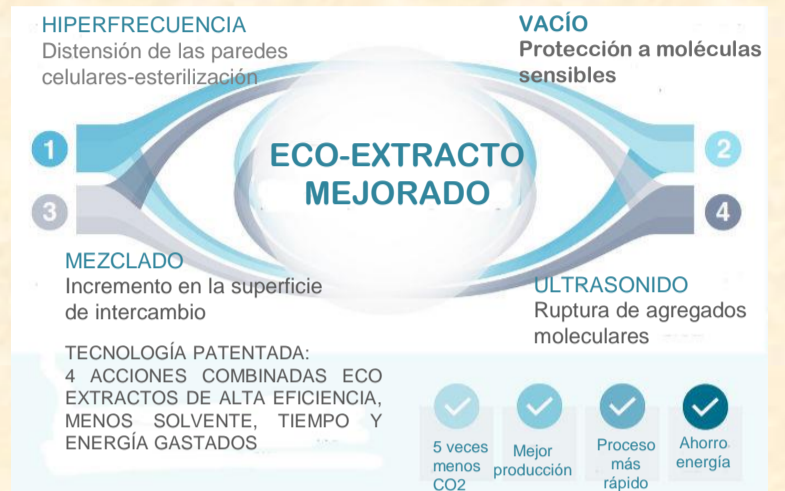 HIPERFRECUENCIA
Distensión de las paredes
celulares-esterilización
VACÍO
Protección a moléculas
sensibles
1
2
ECO-EXTRACTO
MEJORADO
3
4
MEZCLADO
Incremento en la superficie
de intercambio
ULTRASONIDO
Ruptura de agregados
moleculares
TECNOLOGÍA PATENTADA:
4 ACCIONES COMBINADAS ECO
EXTRACTOS DE ALTA EFICIENCIA,
MENOS SOLVENTE, TIEMPO Y
ENERGÍA GASTADOS
5 veces
menos
CO2
Mejor
producción
Proceso
más
rápido
Ahorro
energía